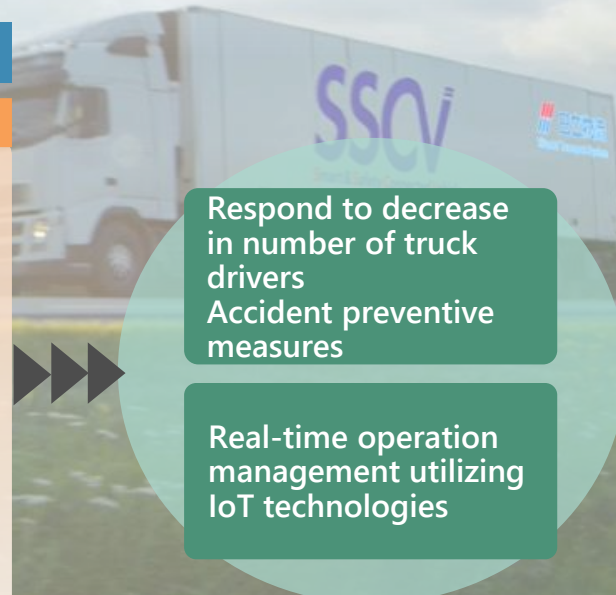 SSCV
Respond to decrease
in number of truck
drivers
Accident preventive
measures
Real-time operation
management utilizing
IoT technologies